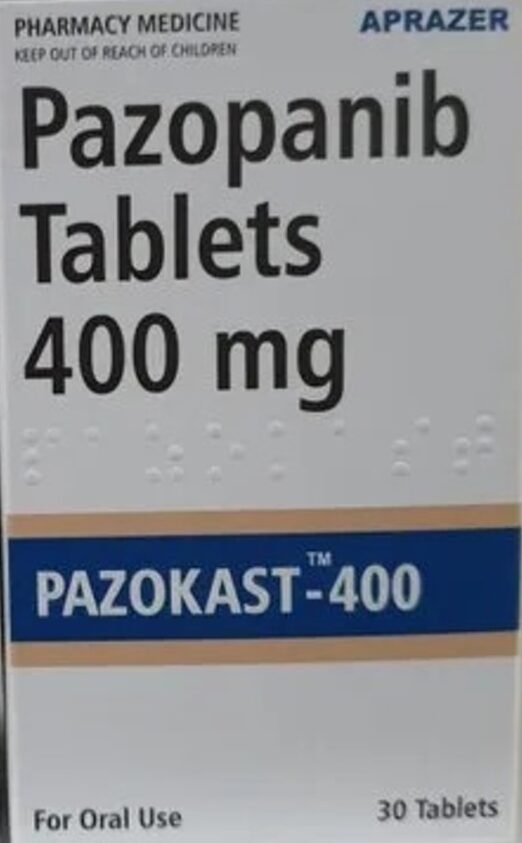 PHARMACY MEDICINE
APRAZER
KEEP OUT OF REACH OF CHILDREN
Pazopanib
Tablets
400 mg
PAZOKAST™-400
For Oral Use
30 Tablets